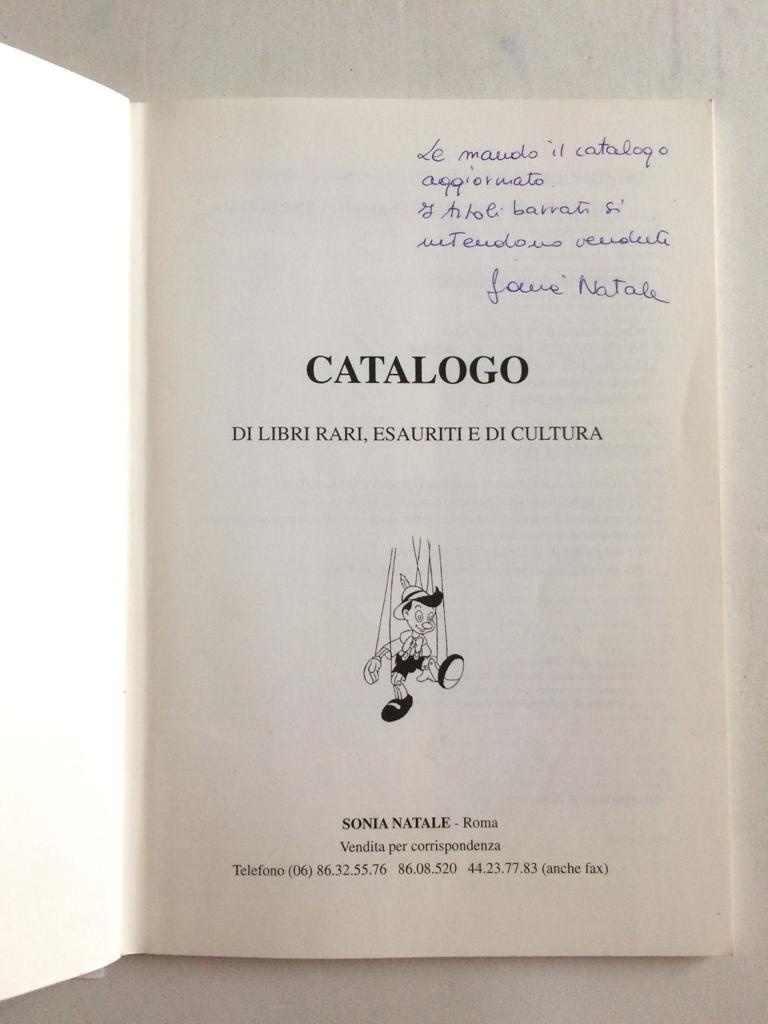 Le mando il catalogo
aggiornato.
I titoli barrati si
intendono venduti
Sonia Natale
CATALOGO
DI LIBRI RARI, ESAURITI E DI CULTURA
SONIA NATALE - Roma
Vendita per corrispondenza
Telefono (06) 86.32.55.76 86.08.520 44.23.77.83 (anche fax)